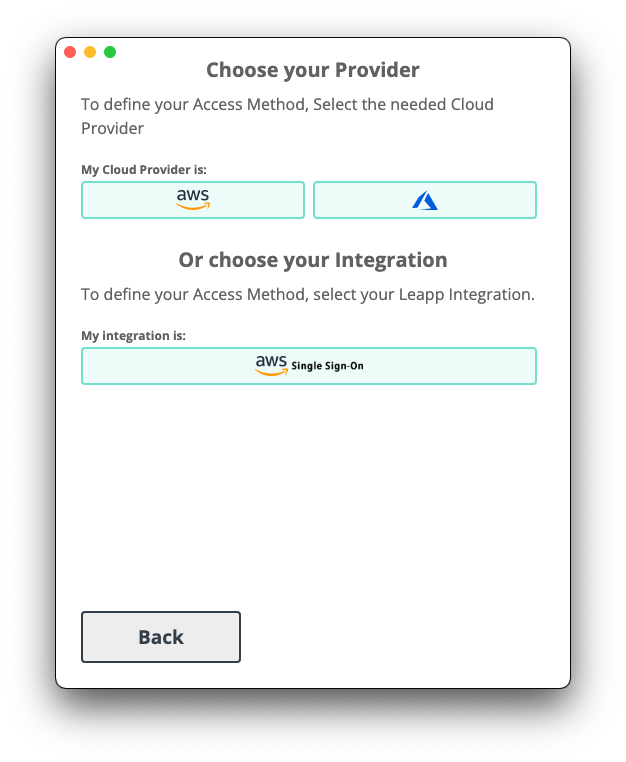 Choose your Provider
To define your Access Method, Select the needed Cloud
Provider
My Cloud Provider is:
aws
Or choose your Integration
To define your Access Method, select your Leapp Integration.
My integration is:
aws Single Sign-On
Back